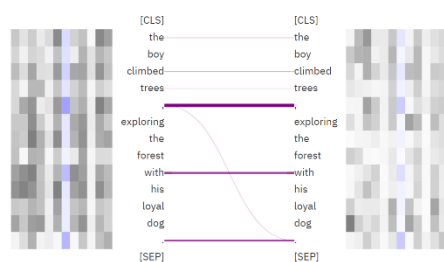 [CLS] [CLS]
the the
boy boy
climbed climbed
trees trees
, ,
exploring exploring
the the
forest forest
with with
his his
loyal loyal
dog dog
. .
[SEP] [SEP]